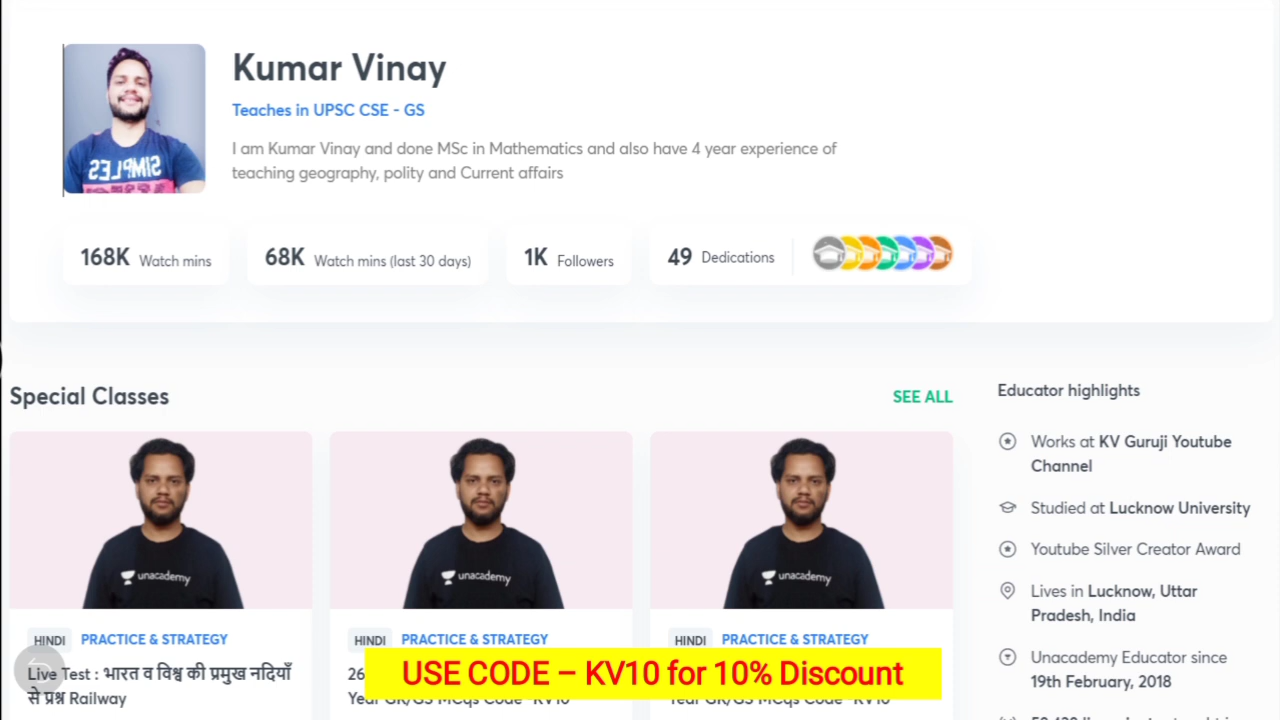 Kumar Vinay
Teaches in UPSC CSE - GS
I am Kumar Vinay and done MSc in Mathematics and also have 4 year experience of
teaching geography, polity and Current affairs
SIMPLES
168K Watch mins
68K Watch mins (last 30 days)
1K Followers
49 Dedications
Special Classes
SEE ALL
unacademy
unacademy
unacademy
HINDI PRACTICE & STRATEGY
Live Test : भारत व विश्व की प्रमुख नदियाँ
से प्रश्न Railway
HINDI PRACTICE & STRATEGY
26
HINDI PRACTICE & STRATEGY
USE CODE – KV10 for 10% Discount
Educator highlights
Works at KV Guruji Youtube
Channel
Studied at Lucknow University
Youtube Silver Creator Award
Lives in Lucknow, Uttar
Pradesh, India
Unacademy Educator since
19th February, 2018